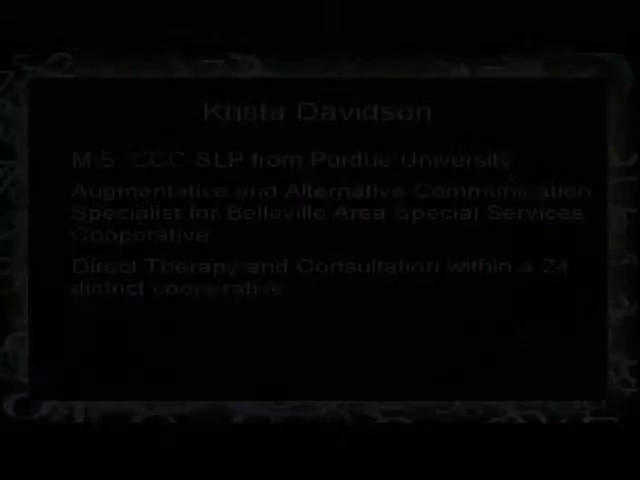 Krista Davidson
M.S. CCC-SLP from Purdue University
Augmentative and Alternative Communication
Specialist for Belleville Area Special Services
Cooperative
Direct Therapy and Consultation within a 24
district cooperative